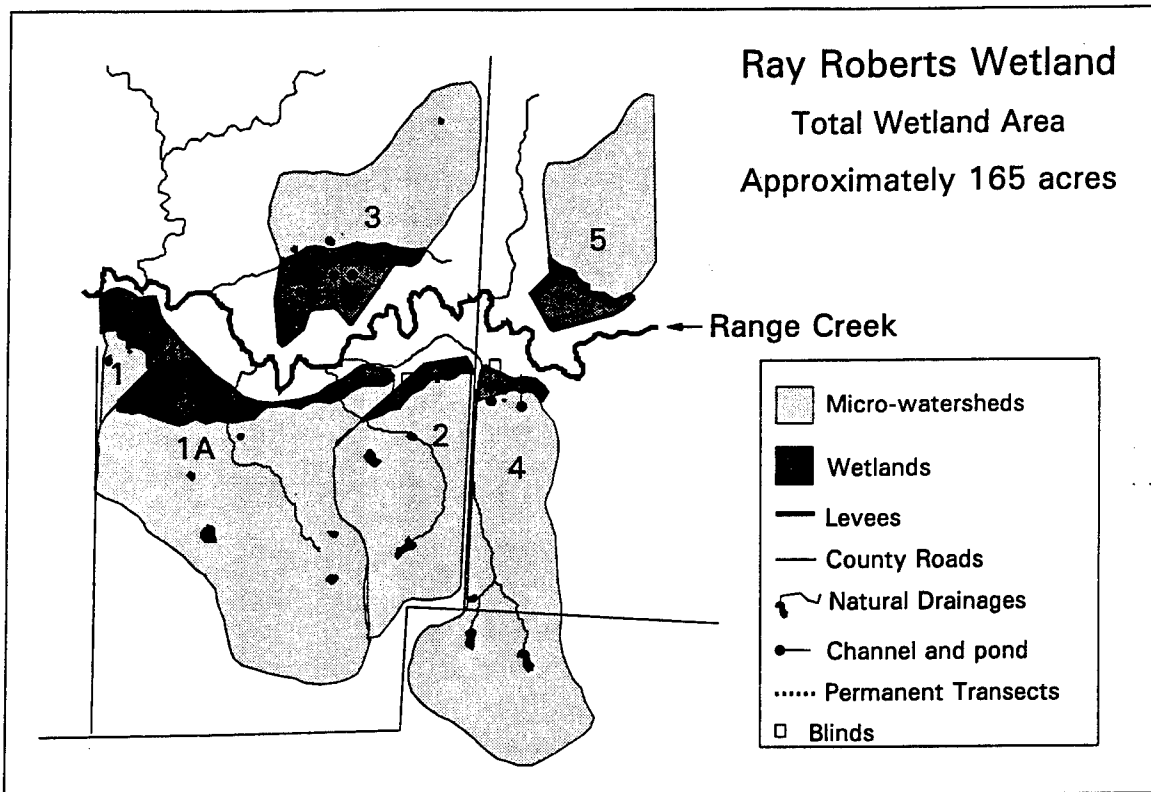 Ray Roberts Wetland
Total Wetland Area
Approximately 165 acres
3
5
Range Creek
1
1A
2
4
Micro-watersheds
Wetlands
Levees
County Roads
Natural Drainages
Channel and pond
Permanent Transects
Blinds